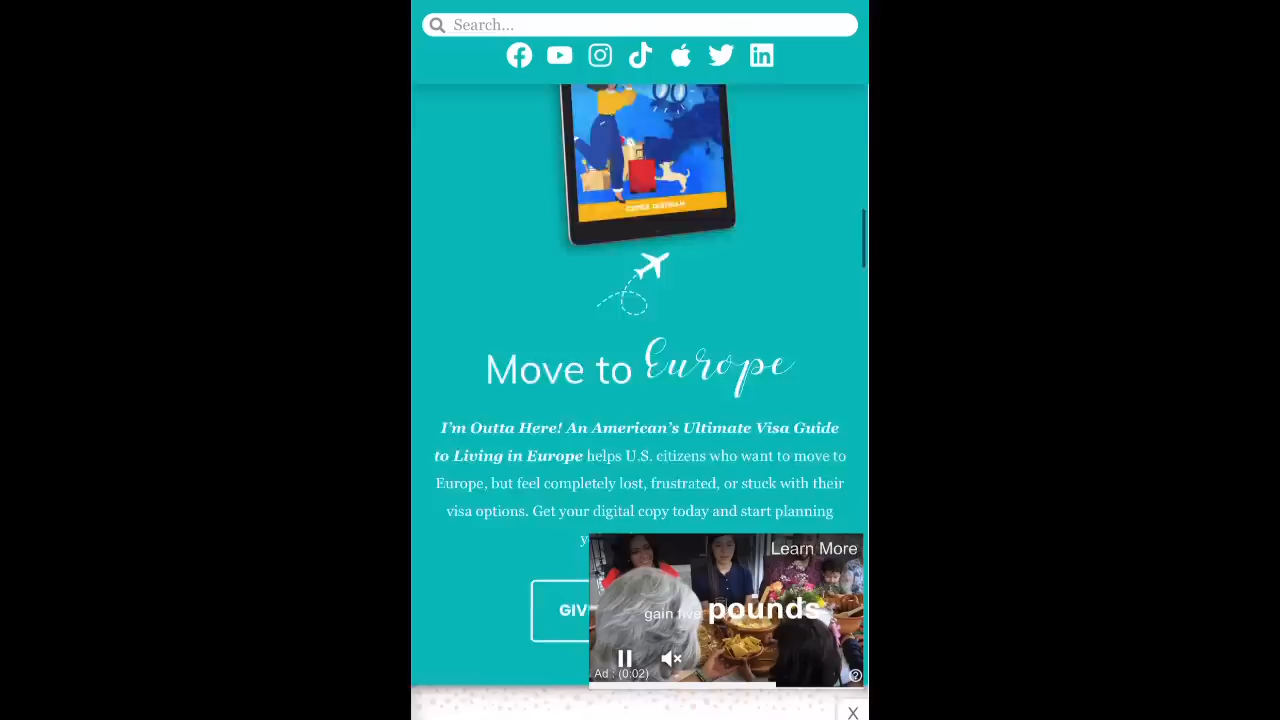 Search...
Move to Europe
I'm Outta Here! An American's Ultimate Visa Guide
to Living in Europe helps U.S. citizens who want to move to
Europe, but feel completely lost, frustrated, or stuck with their
visa options. Get your digital copy today and start planning
y
GIV
Learn More
gain five pounds
Ad : (0:02)
X